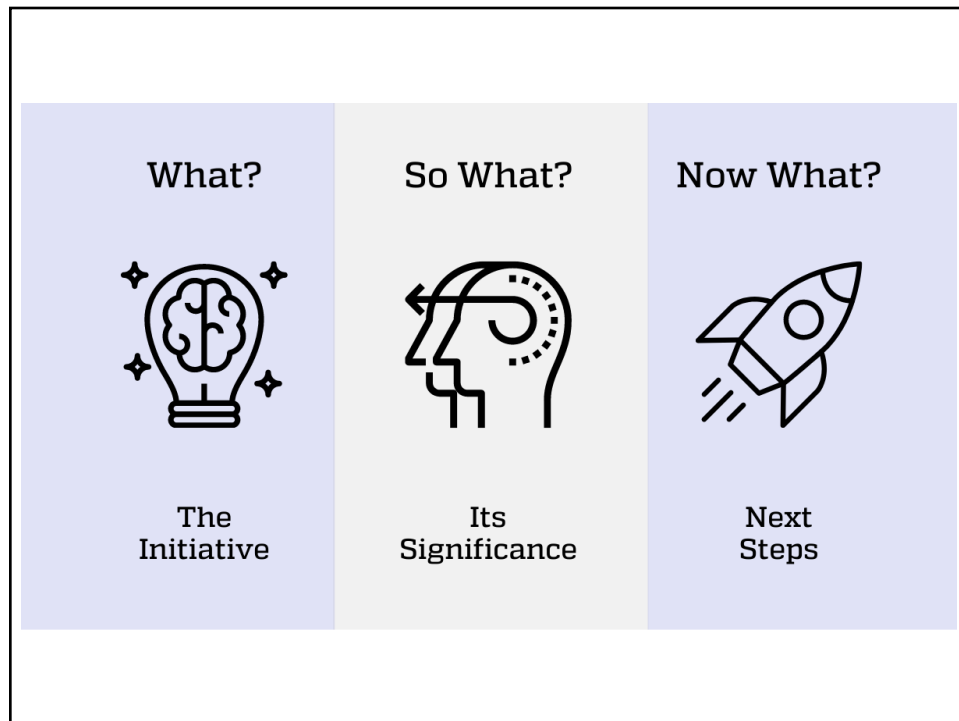 What?
The
Initiative
So What?
Its
Significance
Now What?
Next
Steps